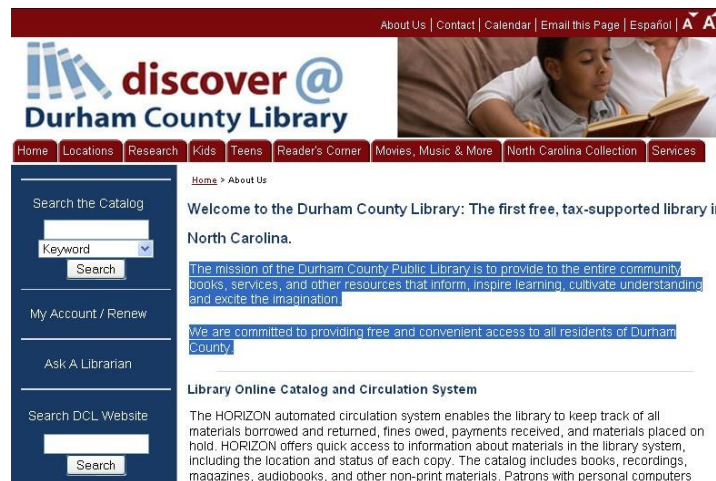 About Us | Contact | Calendar | Email this Page | Español | A A
discover @
Durham County Library
Home Locations Research Kids Teens Reader's Corner Movies, Music & More North Carolina Collection Services
Home > About Us
Search the Catalog
Keyword
Search
My Account / Renew
Ask A Librarian
Search DCL Website
Search
Welcome to the Durham County Library: The first free, tax-supported library in
North Carolina.
The mission of the Durham County Public Library is to provide to the entire community
books, services, and other resources that inform, inspire learning, cultivate understanding
and excite the imagination.
We are committed to providing free and convenient access to all residents of Durham
County.
Library Online Catalog and Circulation System
The HORIZON automated circulation system enables the library to keep track of all
materials borrowed and returned, fines owed, payments received, and materials placed on
hold. HORIZON offers quick access to information about materials in the library system,
including the location and status of each copy. The catalog includes books, recordings,
magazines, audiobooks, and other non-print materials. Patrons with personal computers